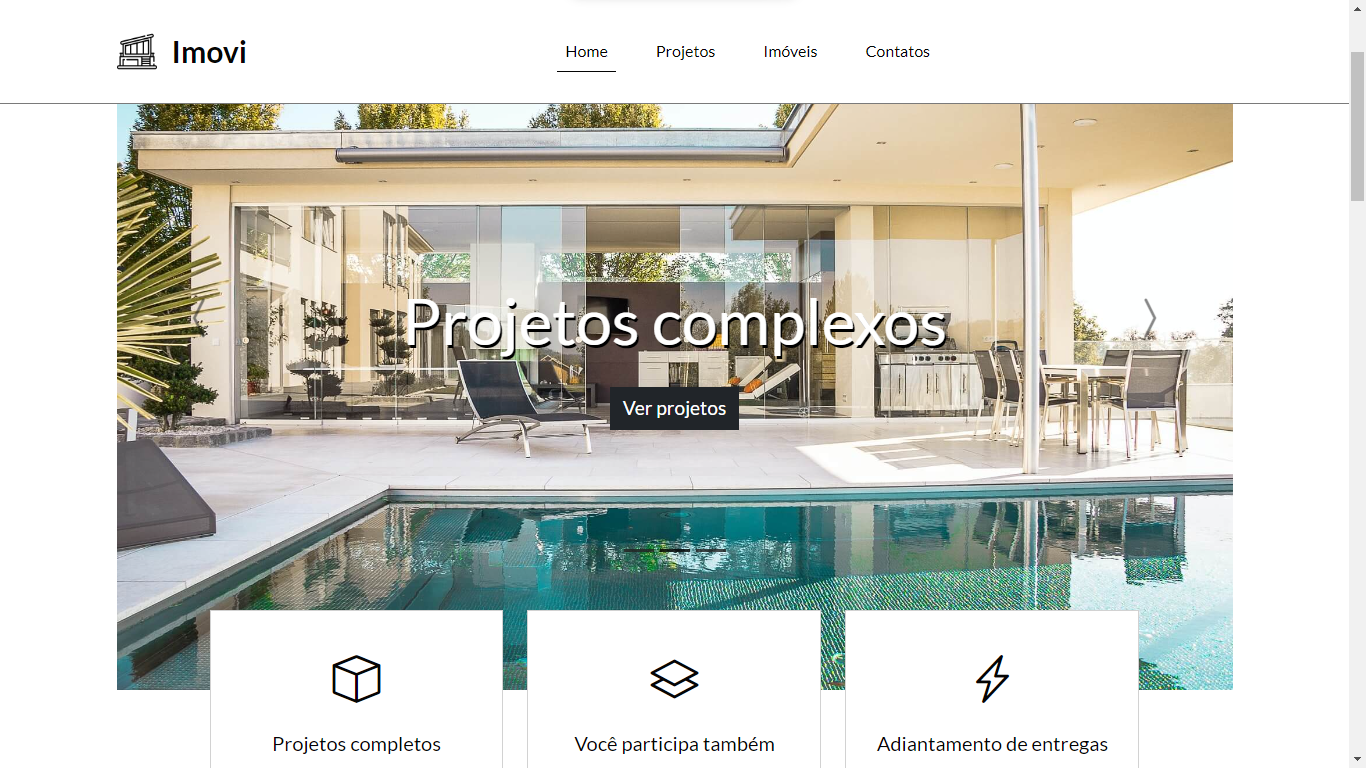 Imovi
Home Projetos Imóveis Contatos
Projetos complexos
Ver projetos
Projetos completos
Você participa também
Adiantamento de entregas